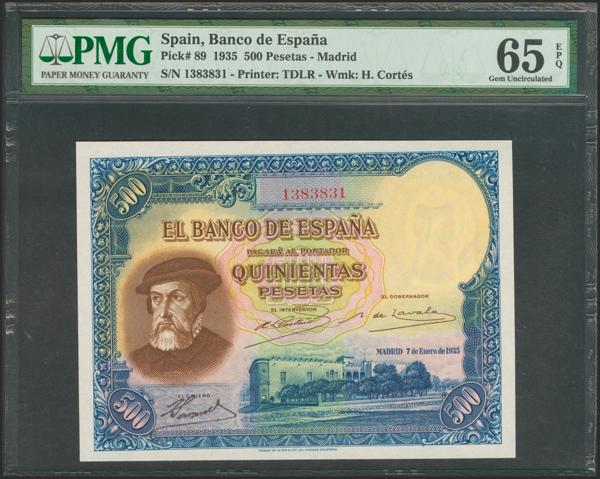 PMG
PAPER MONEY GUARANTY
Spain, Banco de España
Pick# 89 1935 500 Pesetas - Madrid
S/N 1383831 - Printer: TDLR - Wmk: H. Cortés
65 EPQ
Gem Uncirculated
500
1383831
EL BANCO DE ESPAÑA
PAGARÁ AL PORTADOR
QUINIENTAS
PESETAS
EL INTERVENTOR
EL GOBERNADOR
MADRID 7 de Enero de 1935
EL CAJERO
500
500